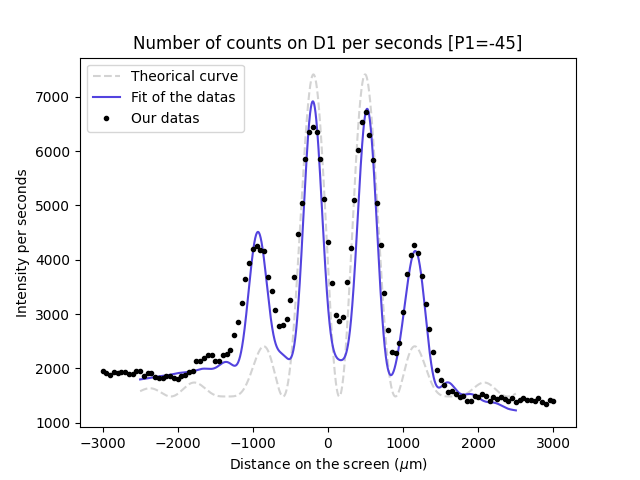 Number of counts on D1 per seconds [P1=-45]
Theorical curve
Fit of the datas
Our datas
Intensity per seconds
7000
6000
5000
4000
3000
2000
1000
−3000 −2000 −1000 0 1000 2000 3000
Distance on the screen (μm)